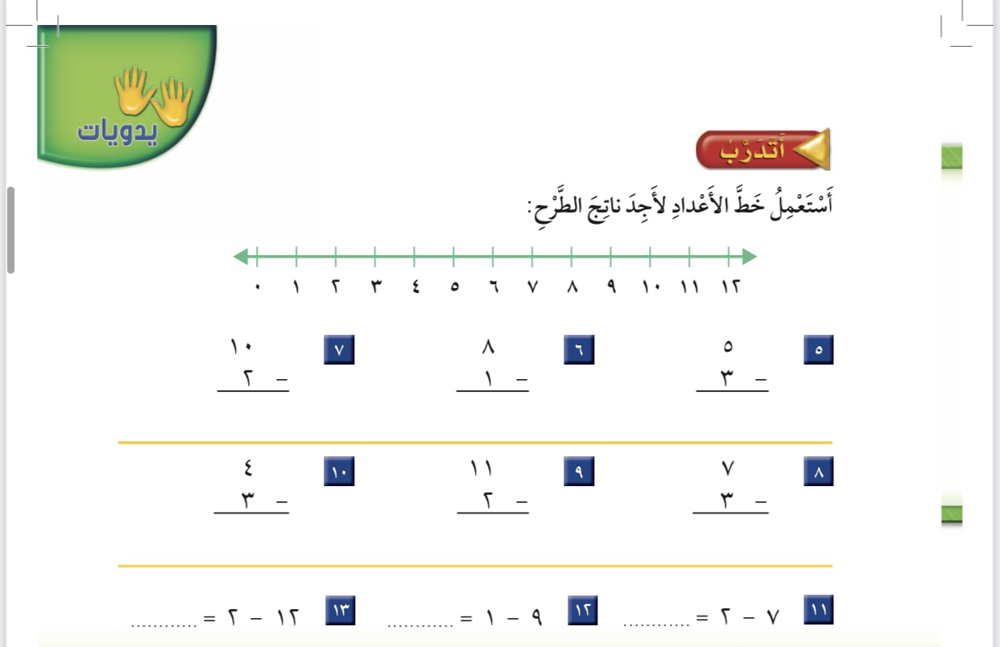 يدويات
أَتَدَرَّبُ
أَسْتَعْمِلُ خَطَّ الأَعْدادِ لأَجِدَ ناتِجَ الطَّرْحِ:
٠ ١ ٢ ٣ ٤ ٥ ٦ ٧ ٨ ٩ ١٠ ١١ ١٢
٥ ٥ ٦ ٨ ٧ ١٠
− ٣ − ١ − ٢
٨ ٧ ٩ ١١ ١٠ ٤
− ٣ − ٢ − ٣
١١ ٧ − ٢ = ............ ١٢ ٩ − ١ = ............ ١٣ ١٢ − ٢ = ............